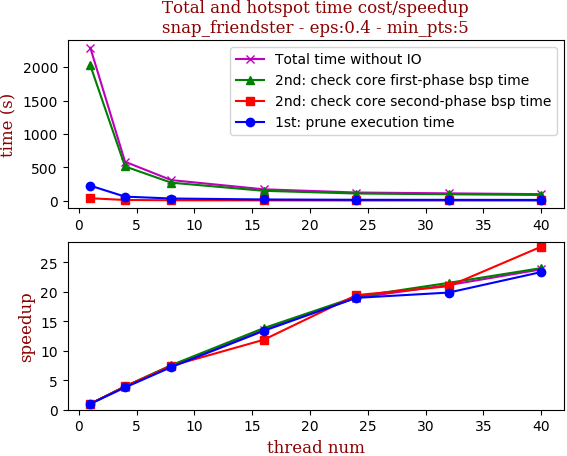 Total and hotspot time cost/speedup
snap_friendster - eps:0.4 - min_pts:5
time (s)
2000
1500
1000
500
0
Total time without IO
2nd: check core first-phase bsp time
2nd: check core second-phase bsp time
1st: prune execution time
0 5 10 15 20 25 30 35 40
speedup
25
20
15
10
5
0
0 5 10 15 20 25 30 35 40
thread num